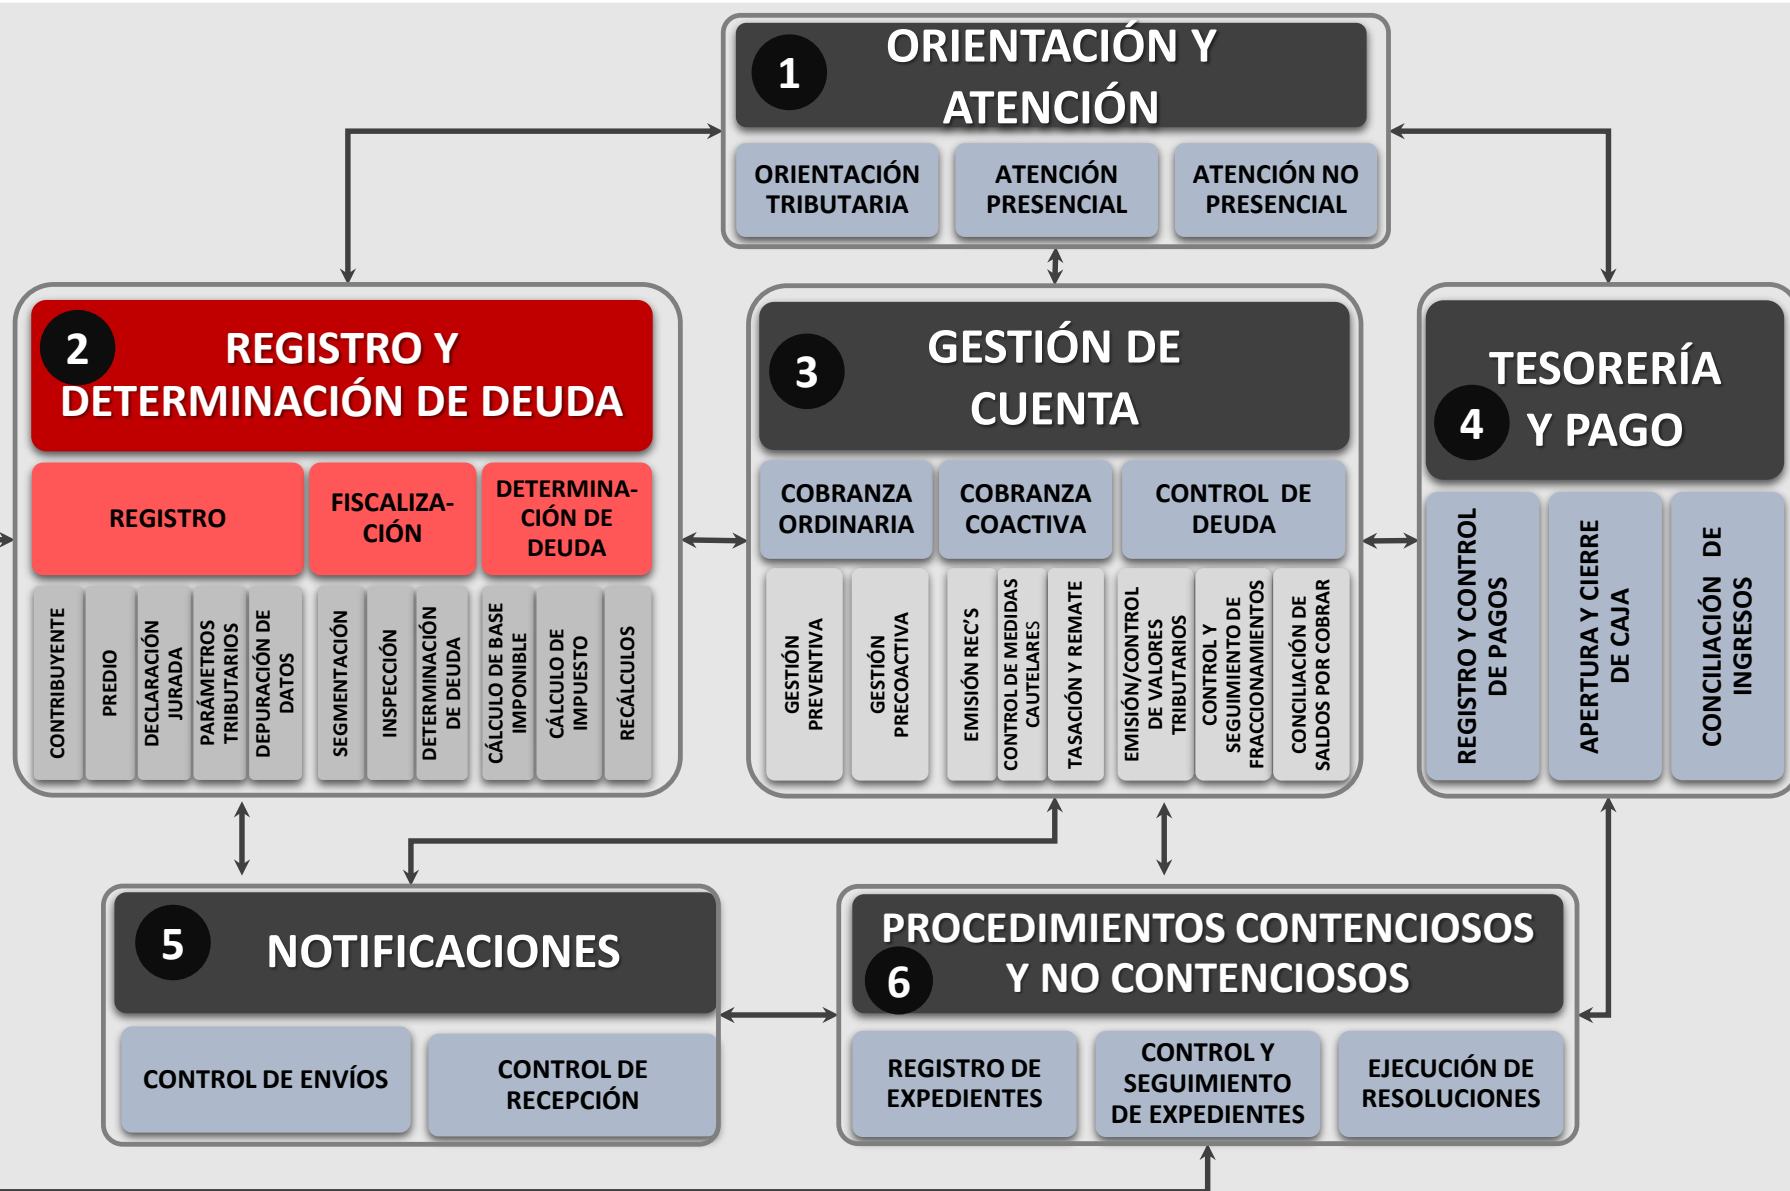 1
ORIENTACIÓN Y
ATENCIÓN
ORIENTACIÓN
TRIBUTARIA
ATENCIÓN
PRESENCIAL
ATENCIÓN NO
PRESENCIAL
2
REGISTRO Y
DETERMINACIÓN DE DEUDA
REGISTRO
FISCALIZA-
CIÓN
DETERMINA-
CIÓN DE
DEUDA
CONTRIBUYENTE
PREDIO
DECLARACIÓN
JURADA
PARÁMETROS
TRIBUTARIOS
DEPURACIÓN DE
DATOS
SEGMENTACIÓN
INSPECCIÓN
DETERMINACIÓN
DE DEUDA
CÁLCULO DE BASE
IMPONIBLE
CÁLCULO DE
IMPUESTO
RECÁLCULOS
3
GESTIÓN DE
CUENTA
COBRANZA
ORDINARIA
COBRANZA
COACTIVA
CONTROL DE
DEUDA
GESTIÓN
PREVENTIVA
GESTIÓN
PRECOACTIVA
EMISIÓN REC'S
CONTROL DE MEDIDAS
CAUTELARES
TASACIÓN Y REMATE
EMISIÓN/CONTROL
DE VALORES
TRIBUTARIOS
CONTROL Y
SEGUIMIENTO DE
FRACCIONAMIENTOS
CONCILIACIÓN DE
SALDOS POR COBRAR
4
TESORERÍA
Y PAGO
REGISTRO Y CONTROL
DE PAGOS
APERTURA Y CIERRE
DE CAJA
CONCILIACIÓN DE
INGRESOS
5
NOTIFICACIONES
CONTROL DE ENVÍOS
CONTROL DE
RECEPCIÓN
6
PROCEDIMIENTOS CONTENCIOSOS
Y NO CONTENCIOSOS
REGISTRO DE
EXPEDIENTES
CONTROL Y
SEGUIMIENTO
DE EXPEDIENTES
EJECUCIÓN DE
RESOLUCIONES